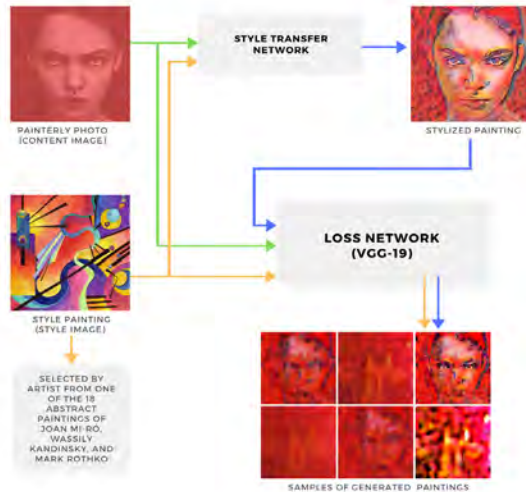 STYLE TRANSFER
NETWORK
PAINTERLY PHOTO
(CONTENT IMAGE)
STYLIZED PAINTING
LOSS NETWORK
(VGG-19)
STYLE PAINTING
(STYLE IMAGE)
SELECTED BY
ARTIST FROM ONE
OF THE 18
ABSTRACT
PAINTINGS OF
JOAN MI-RÓ,
WASSILY
KANDINSKY, AND
MARK ROTHKO
SAMPLES OF GENERATED PAINTINGS